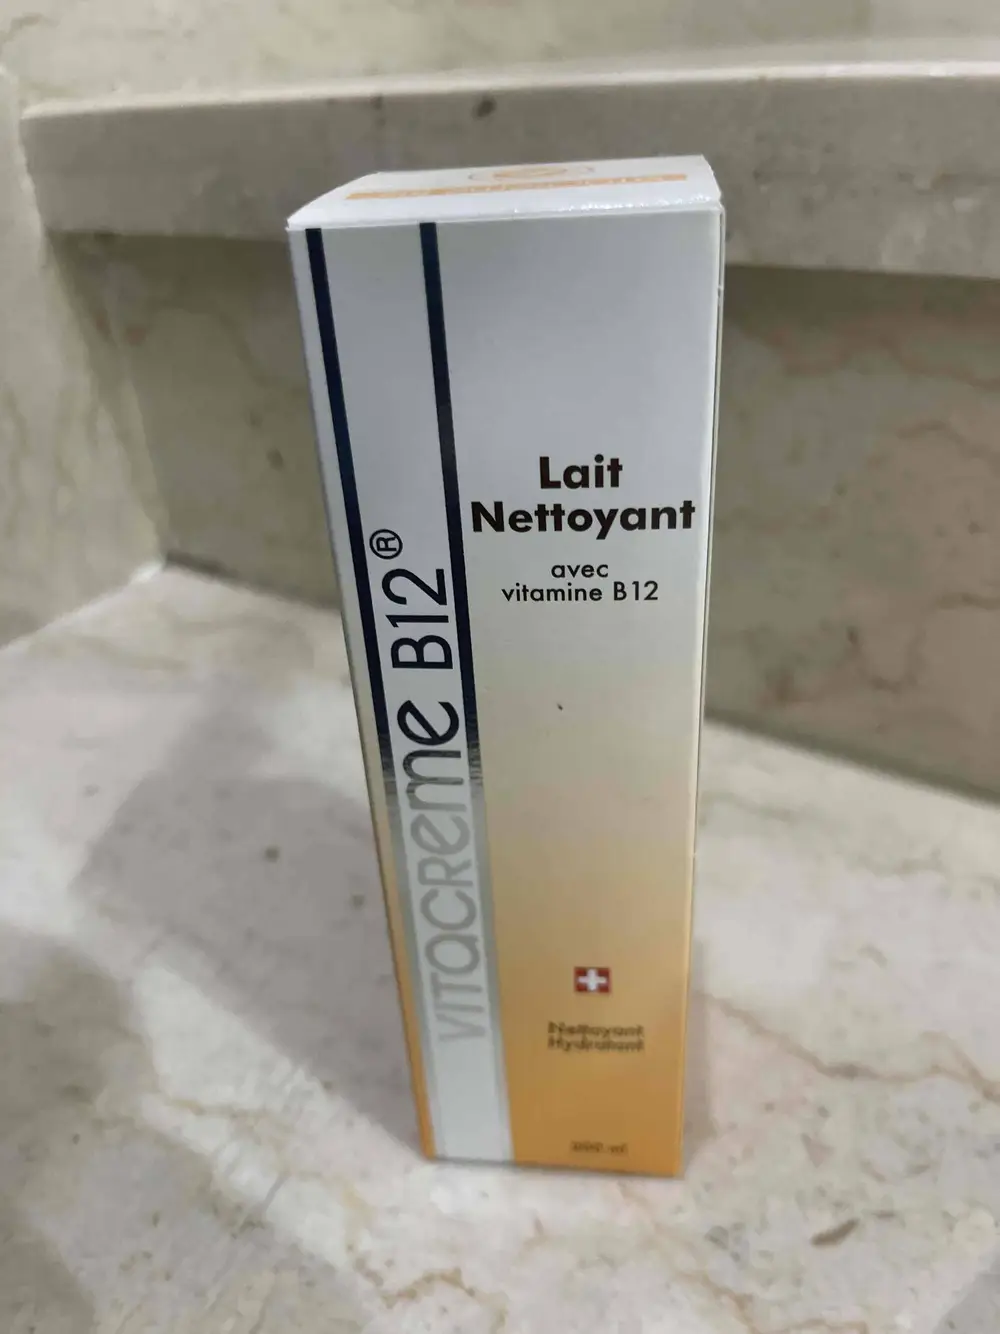 VITACREME B12®
Lait
Nettoyant
avec
vitamine B12
Nettoyant
Hydratant